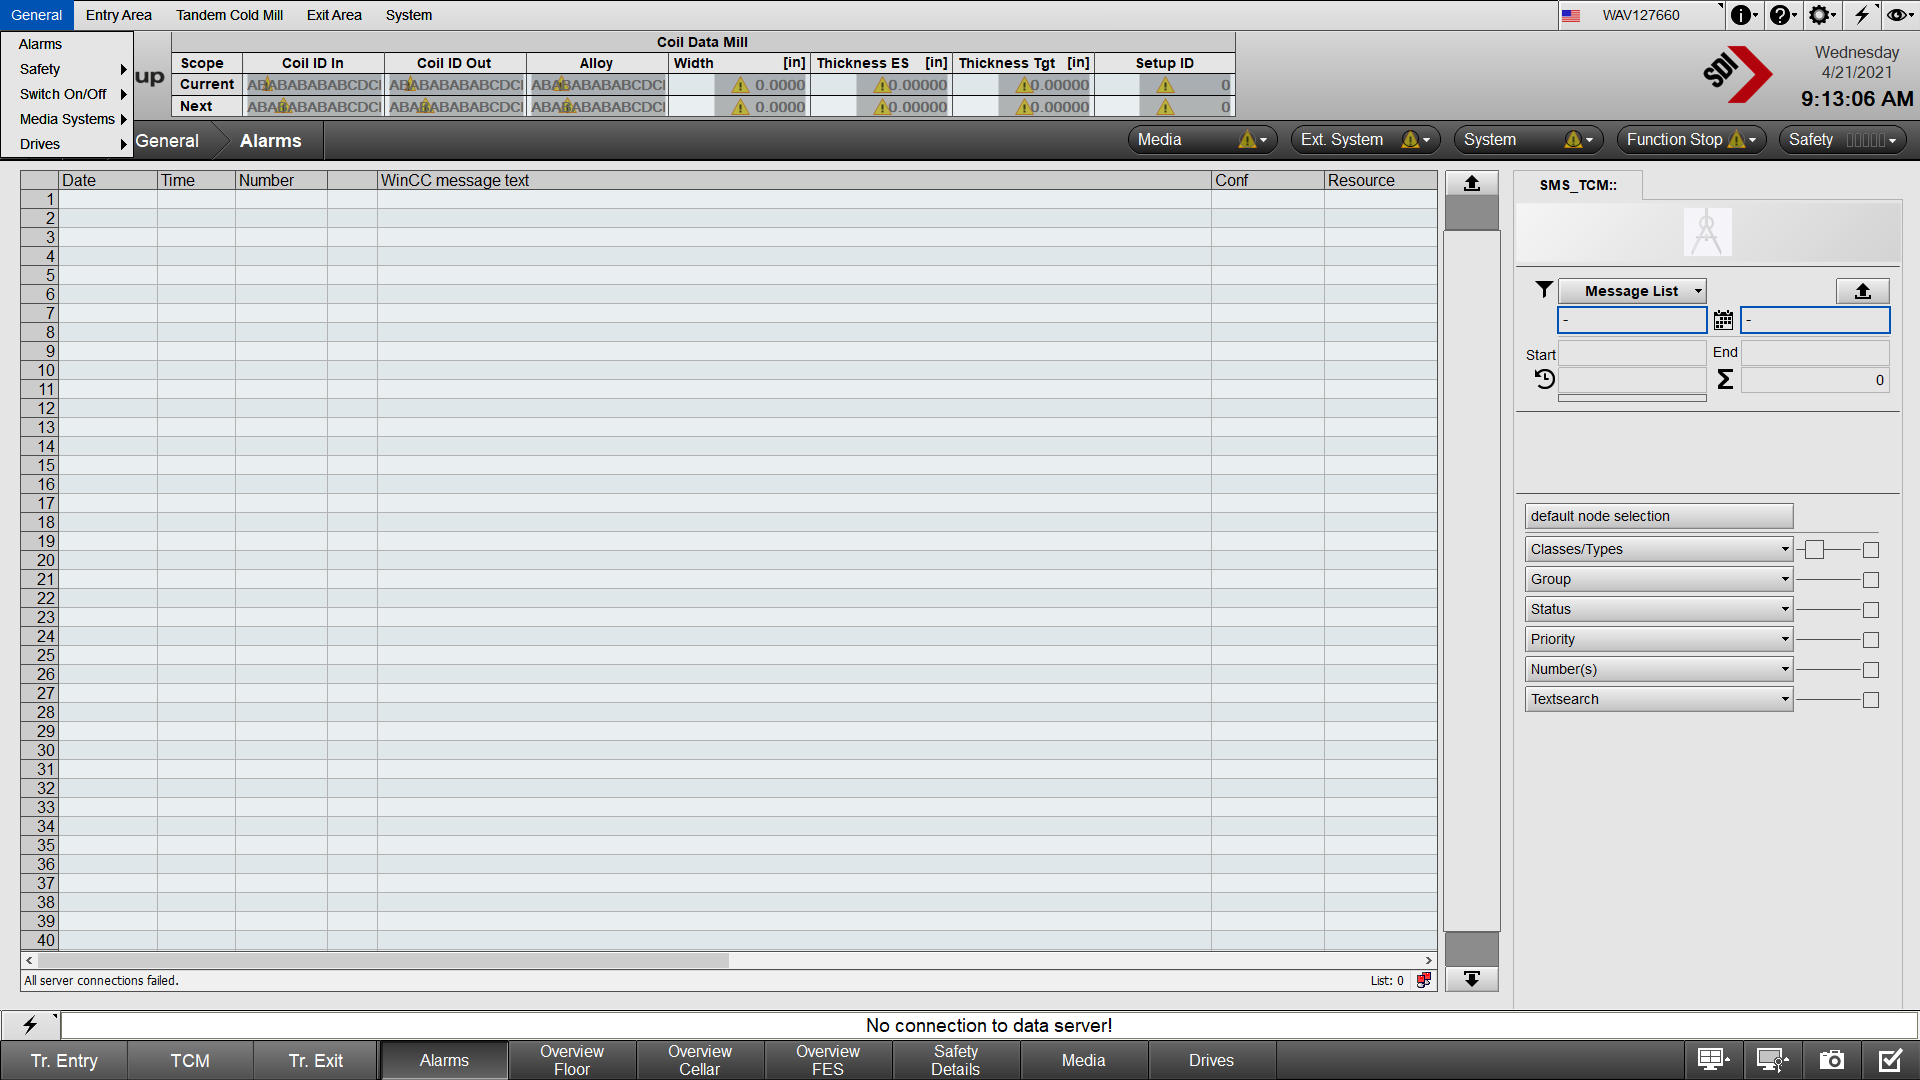 General Entry Area Tandem Cold Mill Exit Area System WAV127660
Alarms
Safety
Switch On/Off
Media Systems
Drives
up
Coil Data Mill
Scope Coil ID In Coil ID Out Alloy Width [in] Thickness ES [in] Thickness Tgt [in] Setup ID
Current ABABABABABCDCI ABABABABABCDCI ABABABABABCDCI 0.0000 0.00000 0.00000 0
Next ABABABABABCDCI ABABABABABCDCI ABABABABABCDCI 0.0000 0.00000 0.00000 0
SDI
Wednesday
4/21/2021
9:13:06 AM
General Alarms Media Ext. System System Function Stop Safety
Date Time Number WinCC message text Conf Resource
1
2
3
4
5
6
7
8
9
10
11
12
13
14
15
16
17
18
19
20
21
22
23
24
25
26
27
28
29
30
31
32
33
34
35
36
37
38
39
40
All server connections failed. List: 0
SMS_TCM::
Message List
- -
Start End
Σ 0
default node selection
Classes/Types
Group
Status
Priority
Number(s)
Textsearch
No connection to data server!
Tr. Entry TCM Tr. Exit Alarms Overview Floor Overview Cellar Overview FES Safety Details Media Drives